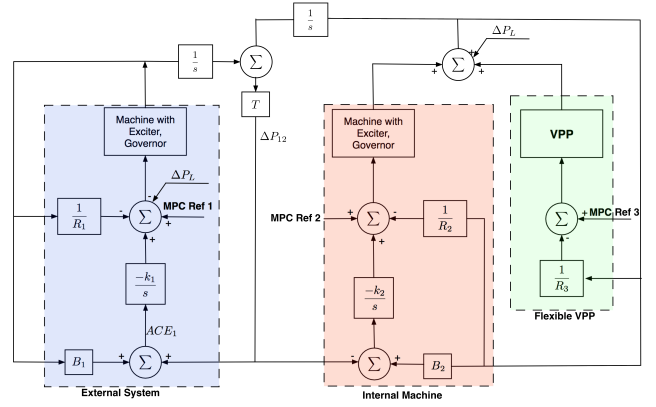 1
s
ΔP_L
1
s
Σ
Σ
T
ΔP_12
Machine with
Exciter,
Governor
Machine with
Exciter,
Governor
VPP
ΔP_L
MPC Ref 1
1
R_1
Σ
MPC Ref 2
Σ
1
R_2
Σ
MPC Ref 3
-k_1
s
-k_2
s
1
R_3
Flexible VPP
ACE_1
B_1
Σ
Σ
B_2
External System
Internal Machine